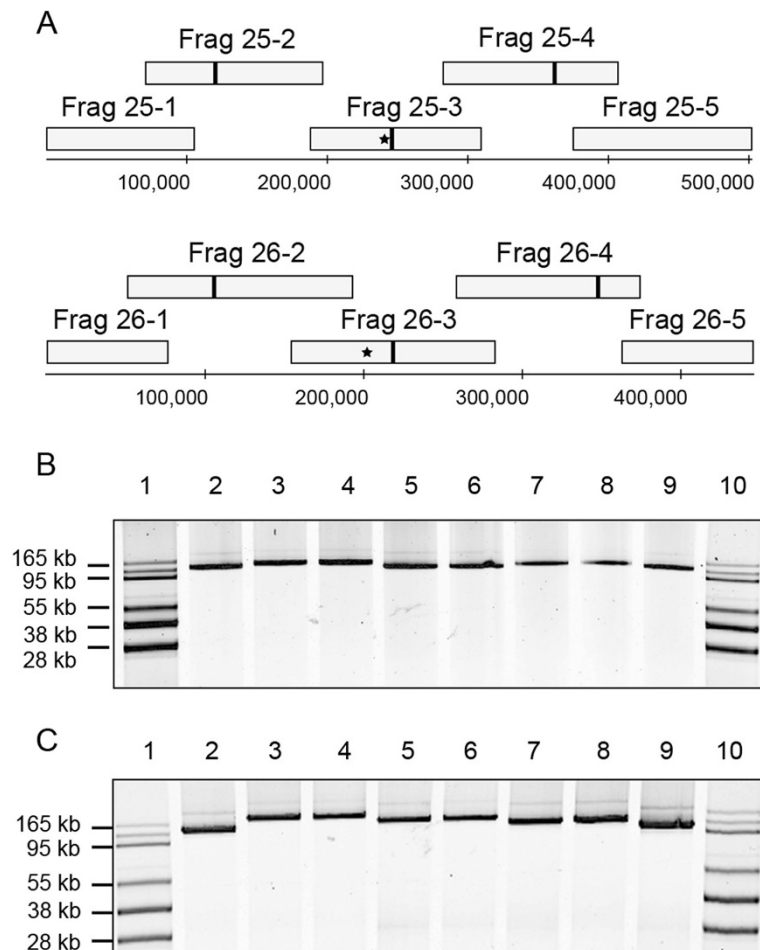 A
Frag 25-2 Frag 25-4
Frag 25-1 Frag 25-3 Frag 25-5
100,000 200,000 300,000 400,000 500,000
Frag 26-2 Frag 26-4
Frag 26-1 Frag 26-3 Frag 26-5
100,000 200,000 300,000 400,000
B
1 2 3 4 5 6 7 8 9 10
165 kb
95 kb
55 kb
38 kb
28 kb
C
1 2 3 4 5 6 7 8 9 10
165 kb
95 kb
55 kb
38 kb
28 kb